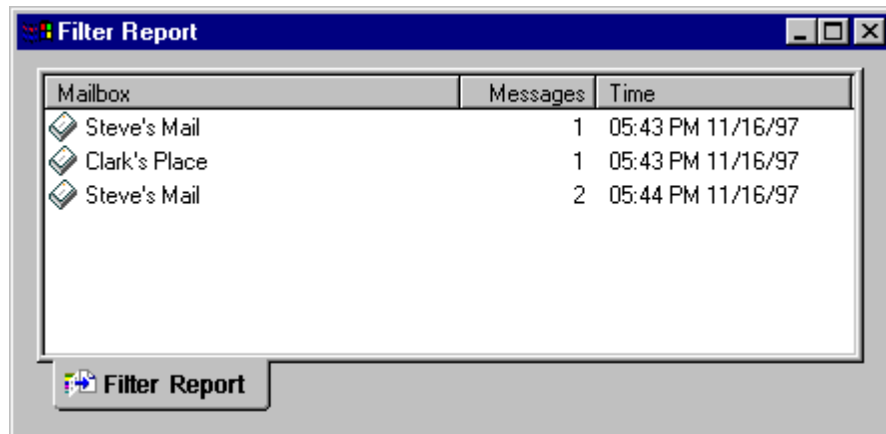 Filter Report
Mailbox Messages Time
Steve's Mail 1 05:43 PM 11/16/97
Clark's Place 1 05:43 PM 11/16/97
Steve's Mail 2 05:44 PM 11/16/97
Filter Report